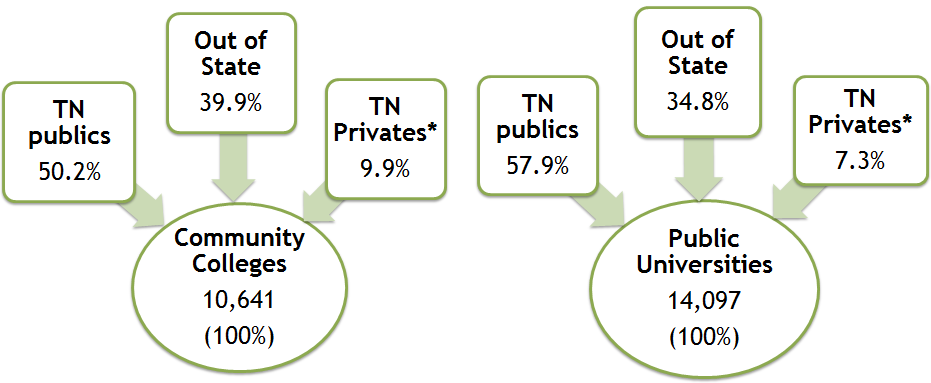 TN
publics
50.2%
Out of
State
39.9%
TN
Privates*
9.9%
Community
Colleges
10,641
(100%)
TN
publics
57.9%
Out of
State
34.8%
TN
Privates*
7.3%
Public
Universities
14,097
(100%)